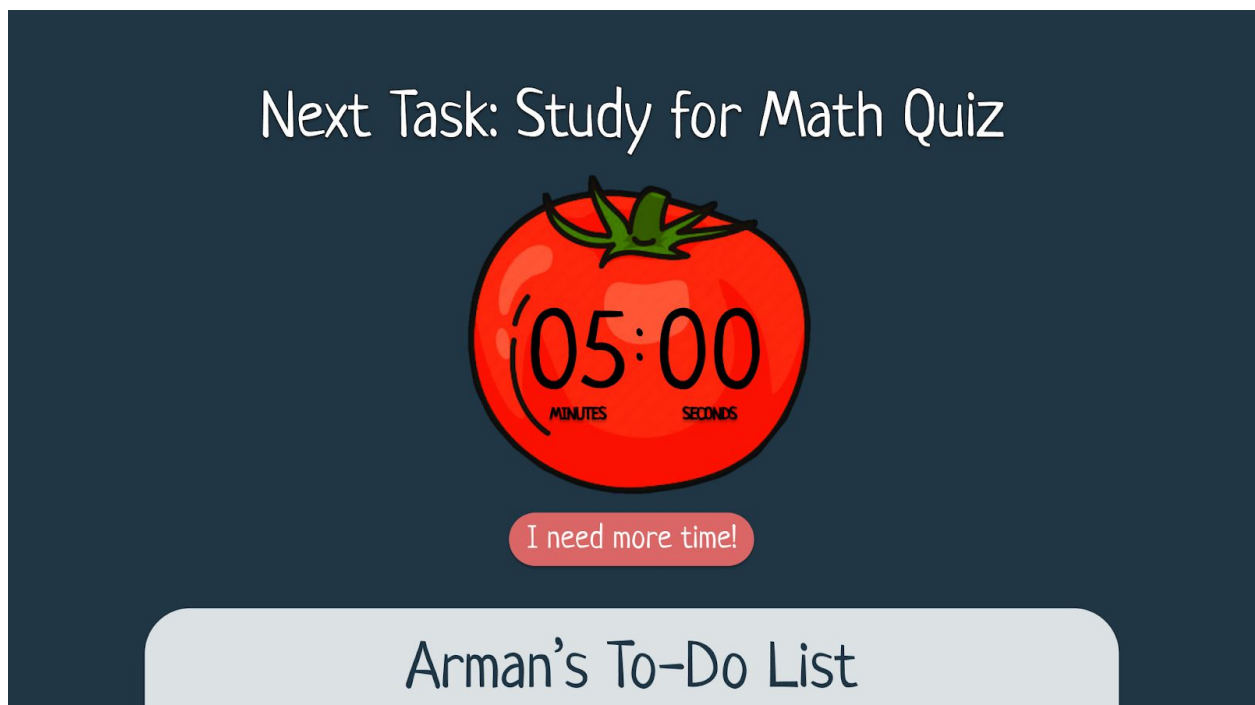 Next Task: Study for Math Quiz
05:00
MINUTES SECONDS
I need more time!
Arman's To-Do List